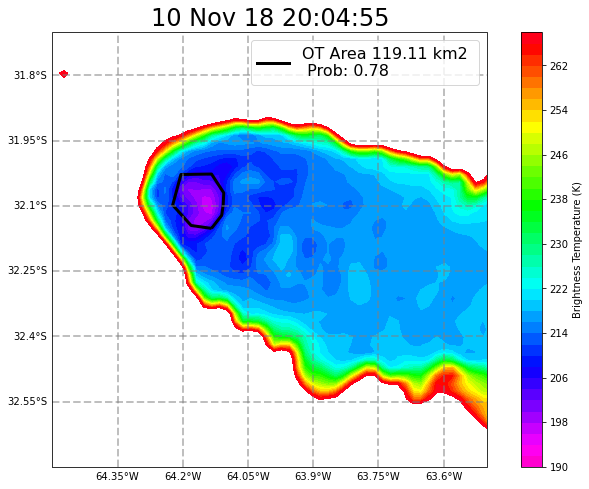 10 Nov 18 20:04:55
OT Area 119.11 km2
Prob: 0.78
31.8°S
31.95°S
32.1°S
32.25°S
32.4°S
32.55°S
64.35°W
64.2°W
64.05°W
63.9°W
63.75°W
63.6°W
262
254
246
238
230
222
214
206
198
190
Brightness Temperature (K)